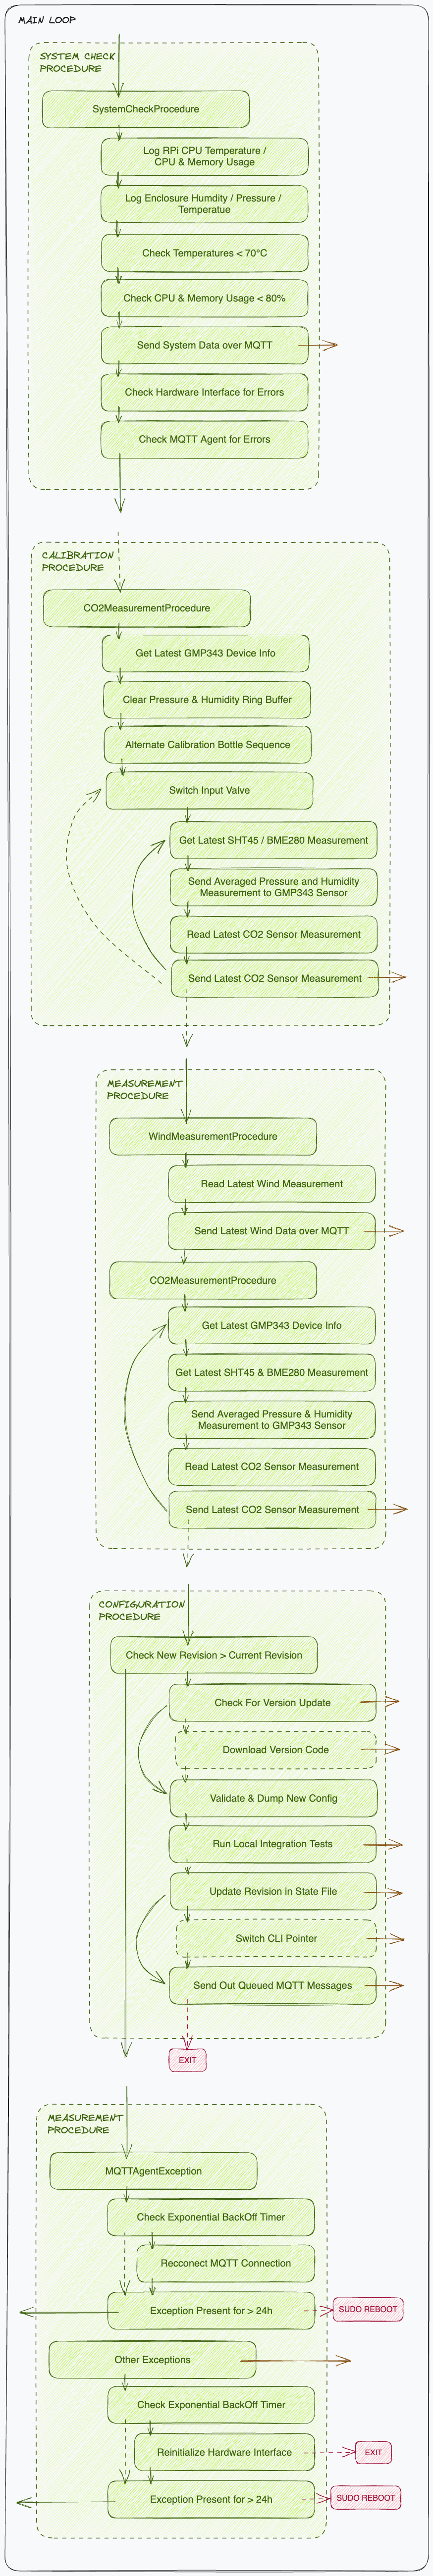 MAIN LOOP
SYSTEM CHECK
PROCEDURE
SystemCheckProcedure
Log RPi CPU Temperature /
CPU & Memory Usage
Log Enclosure Humdity / Pressure /
Temperatue
Check Temperatures < 70°C
Check CPU & Memory Usage < 80%
Send System Data over MQTT
Check Hardware Interface for Errors
Check MQTT Agent for Errors
CALIBRATION
PROCEDURE
CO2MeasurementProcedure
Get Latest GMP343 Device Info
Clear Pressure & Humidity Ring Buffer
Alternate Calibration Bottle Sequence
Switch Input Valve
Get Latest SHT45 / BME280 Measurement
Send Averaged Pressure and Humidity
Measurement to GMP343 Sensor
Read Latest CO2 Sensor Measurement
Send Latest CO2 Sensor Measurement
MEASUREMENT
PROCEDURE
WindMeasurementProcedure
Read Latest Wind Measurement
Send Latest Wind Data over MQTT
CO2MeasurementProcedure
Get Latest GMP343 Device Info
Get Latest SHT45 & BME280 Measurement
Send Averaged Pressure & Humidity
Measurement to GMP343 Sensor
Read Latest CO2 Sensor Measurement
Send Latest CO2 Sensor Measurement
CONFIGURATION
PROCEDURE
Check New Revision > Current Revision
Check For Version Update
Download Version Code
Validate & Dump New Config
Run Local Integration Tests
Update Revision in State File
Switch CLI Pointer
Send Out Queued MQTT Messages
EXIT
MEASUREMENT
PROCEDURE
MQTTAgentException
Check Exponential BackOff Timer
Recconect MQTT Connection
Exception Present for > 24h
SUDO REBOOT
Other Exceptions
Check Exponential BackOff Timer
Reinitialize Hardware Interface
EXIT
Exception Present for > 24h
SUDO REBOOT